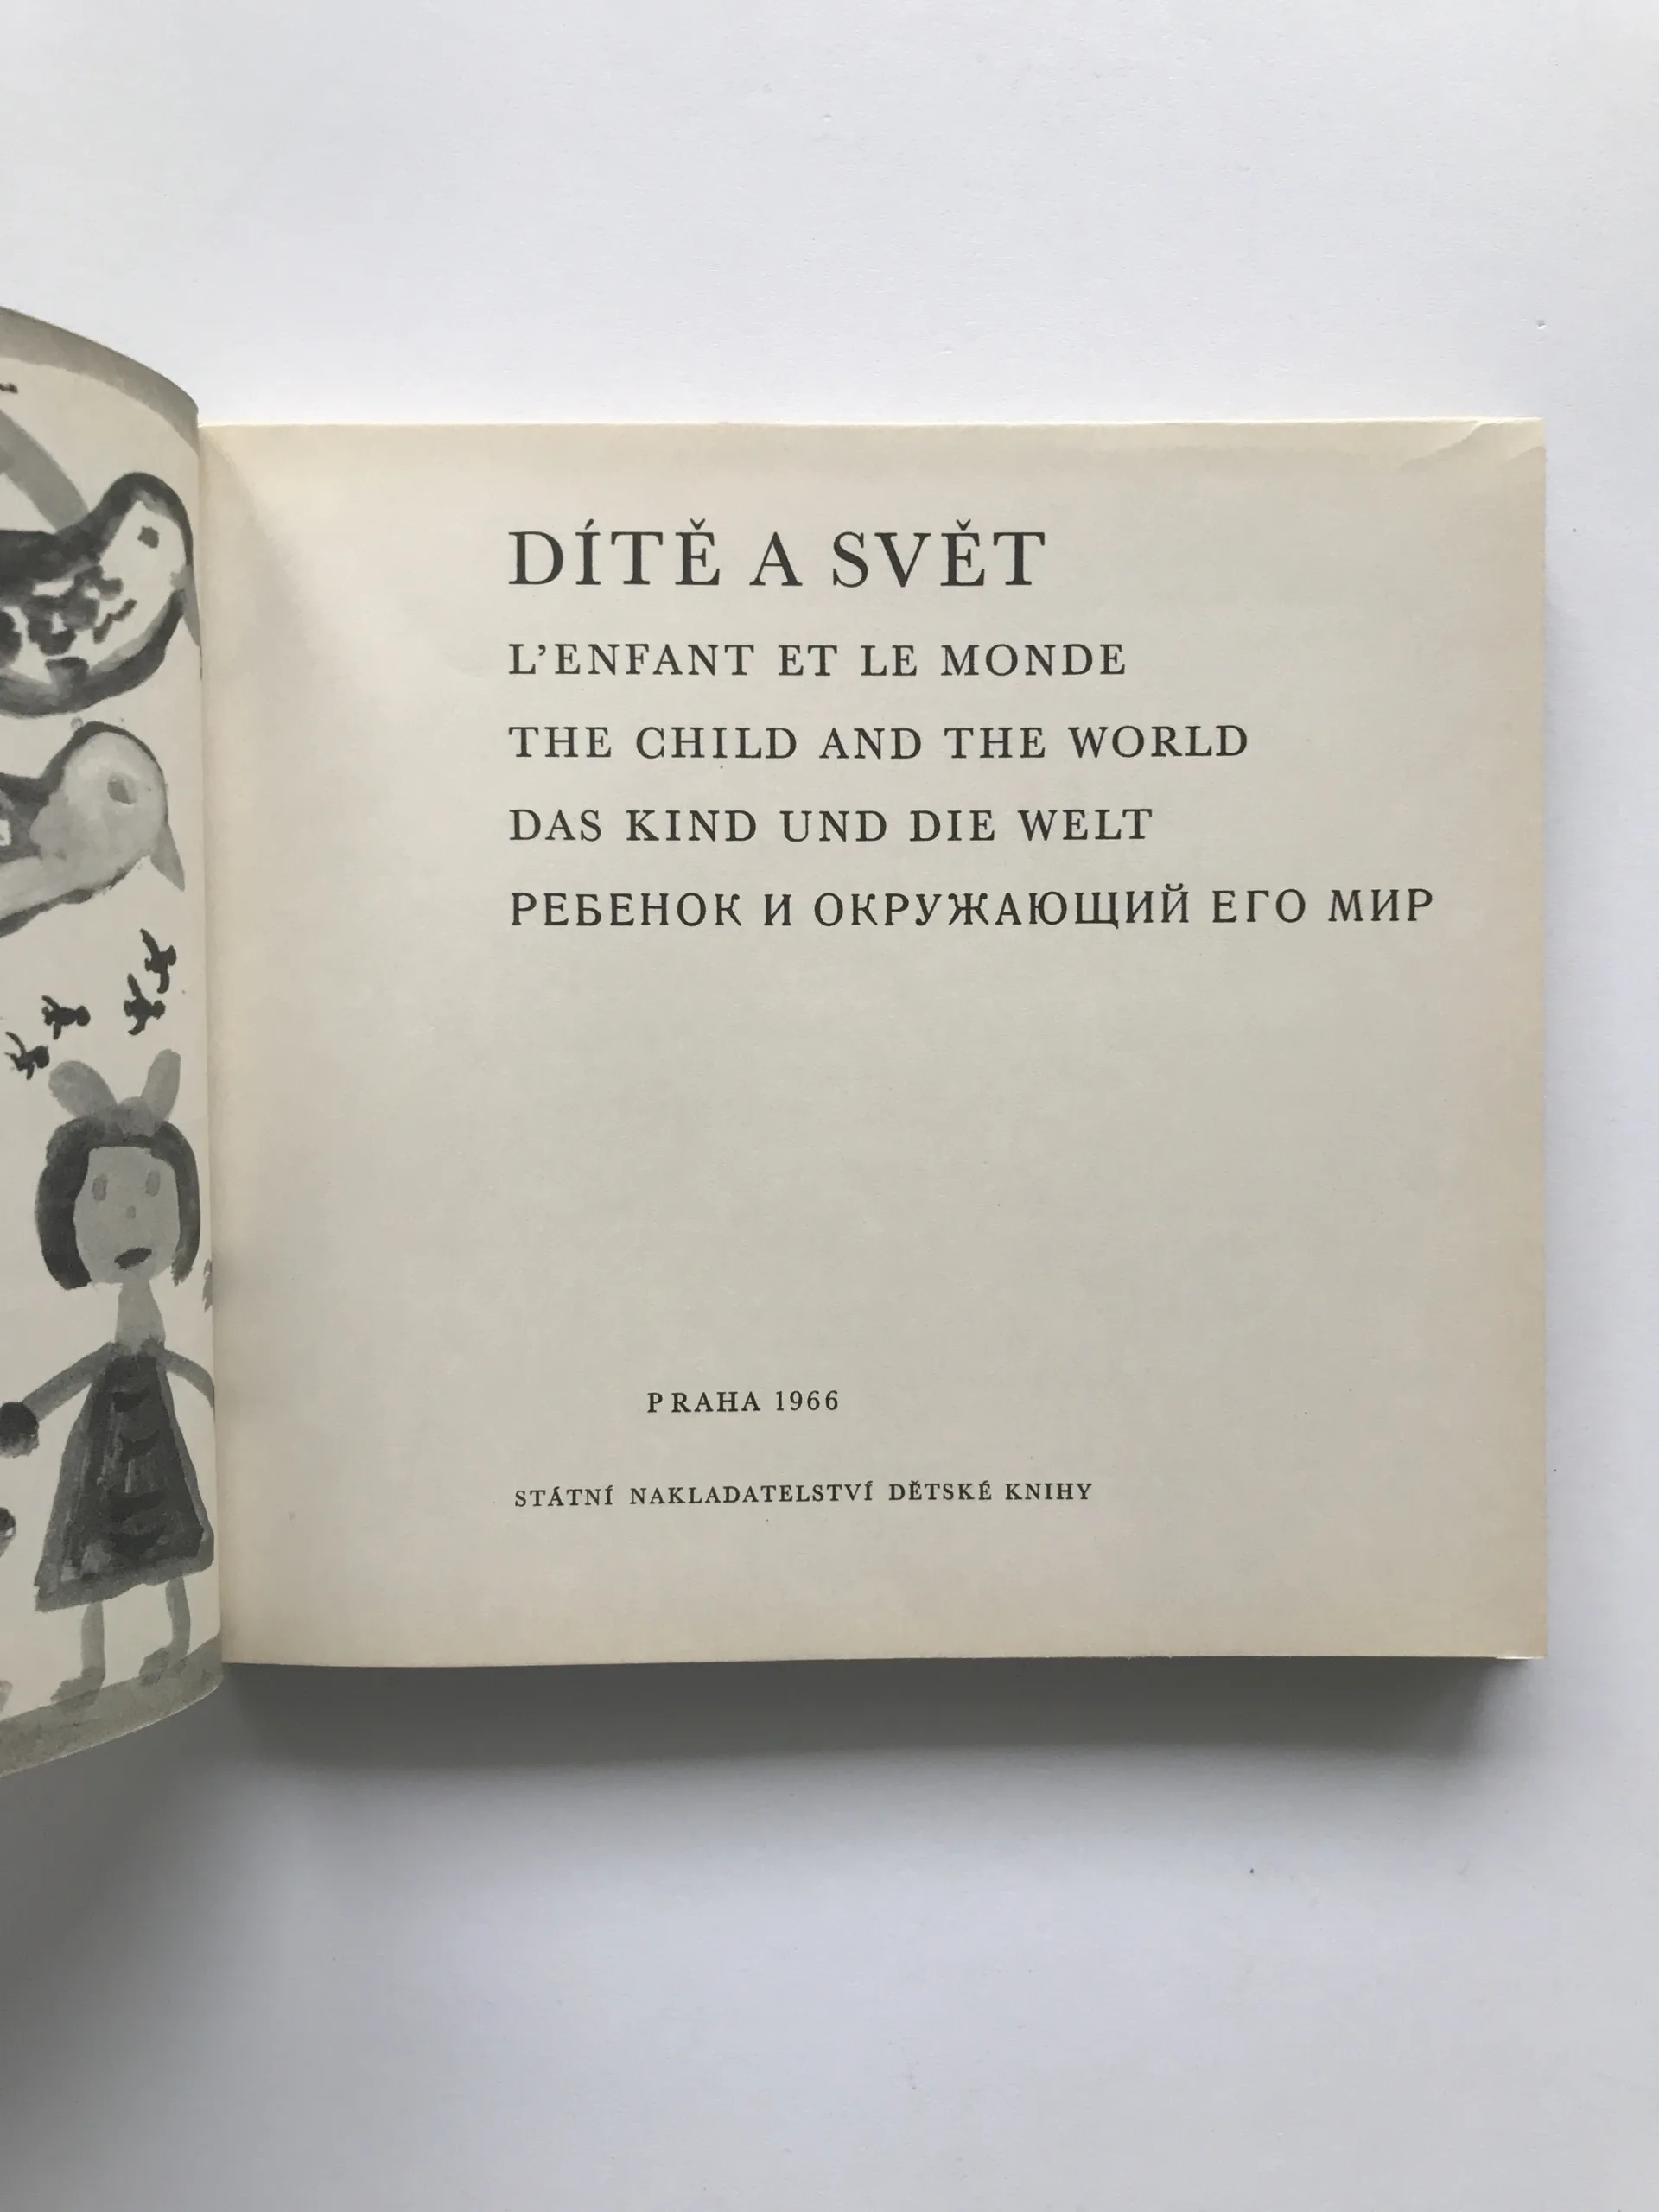 DÍTĚ A SVĚT
L’ENFANT ET LE MONDE
THE CHILD AND THE WORLD
DAS KIND UND DIE WELT
РЕБЕНОК И ОКРУЖАЮЩИЙ ЕГО МИР
PRAHA 1966
STÁTNÍ NAKLADATELSTVÍ DĚTSKÉ KNIHY